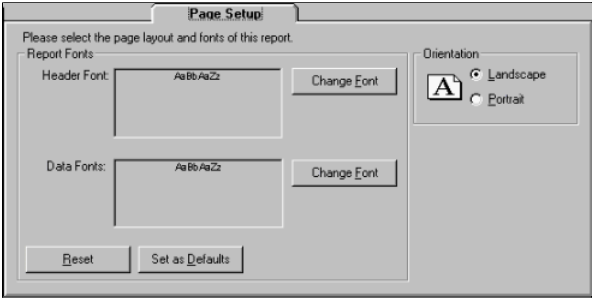 Page Setup
Please select the page layout and fonts of this report.
Report Fonts
Header Font:
AaBbAaZz
Change Font
Data Fonts:
AaBbAaZz
Change Font
Reset
Set as Defaults
Orientation
A
Landscape
Portrait